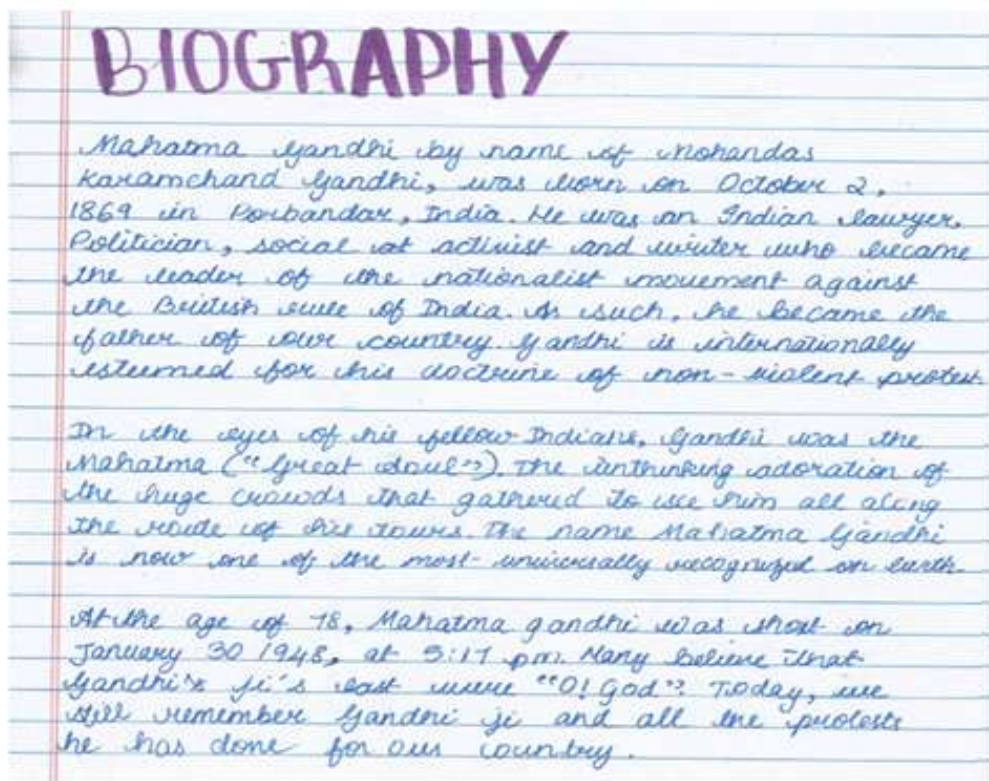 BIOGRAPHY
Mahatma Gandhi by name of Mohandas
Karamchand Gandhi, was born on October 2,
1869 in Porbandar, India. He was an Indian lawyer,
Politician, social at activist and writer who became
the leader of the nationalist movement against
the British rule of India. As such, he became the
father of our country. Gandhi is internationally
esteemed for his doctrine of non-violent protest.
In the eyes of his fellow Indians, Gandhi was the
Mahatma ("Great Soul"). The unthinking adoration of
the huge crowds that gathered to see him all along
the route of his tours. The name Mahatma Gandhi
is now one of the most universally recognized on earth.
At the age of 78, Mahatma gandhi was shot on
January 30 1948, at 5:17 pm. Many believe that
Gandhi's ji's last were "O! God". Today, we
still remember Gandhi ji and all the protests
he has done for our country.